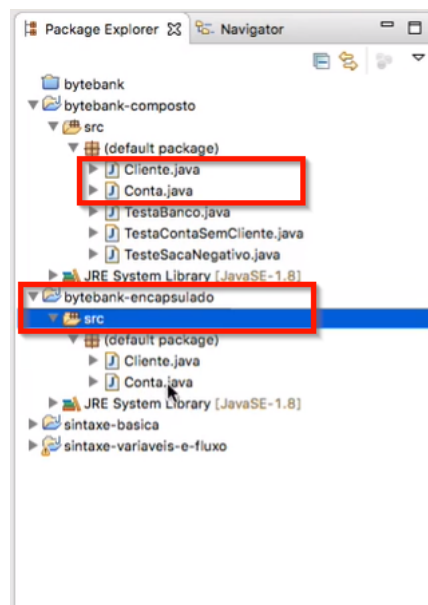 Package Explorer Navigator
bytebank
bytebank-composto
src
(default package)
Cliente.java
Conta.java
TestaBanco.java
TestaContaSemCliente.java
TesteSacaNegativo.java
JRE System Library [JavaSE-1.8]
bytebank-encapsulado
src
(default package)
Cliente.java
Conta.java
JRE System Library [JavaSE-1.8]
sintaxe-basica
sintaxe-variaveis-e-fluxo